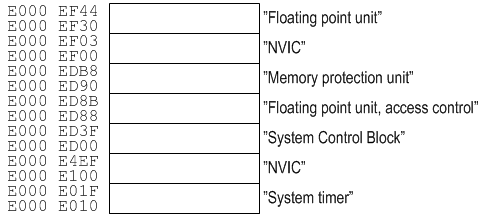 E000 EF44
"Floating point unit"
E000 EF30
E000 EF03
"NVIC"
E000 EF00
E000 EDB8
"Memory protection unit"
E000 ED90
E000 ED8B
"Floating point unit, access control"
E000 ED88
E000 ED3F
"System Control Block"
E000 ED00
E000 E4EF
"NVIC"
E000 E100
E000 E01F
"System timer"
E000 E010